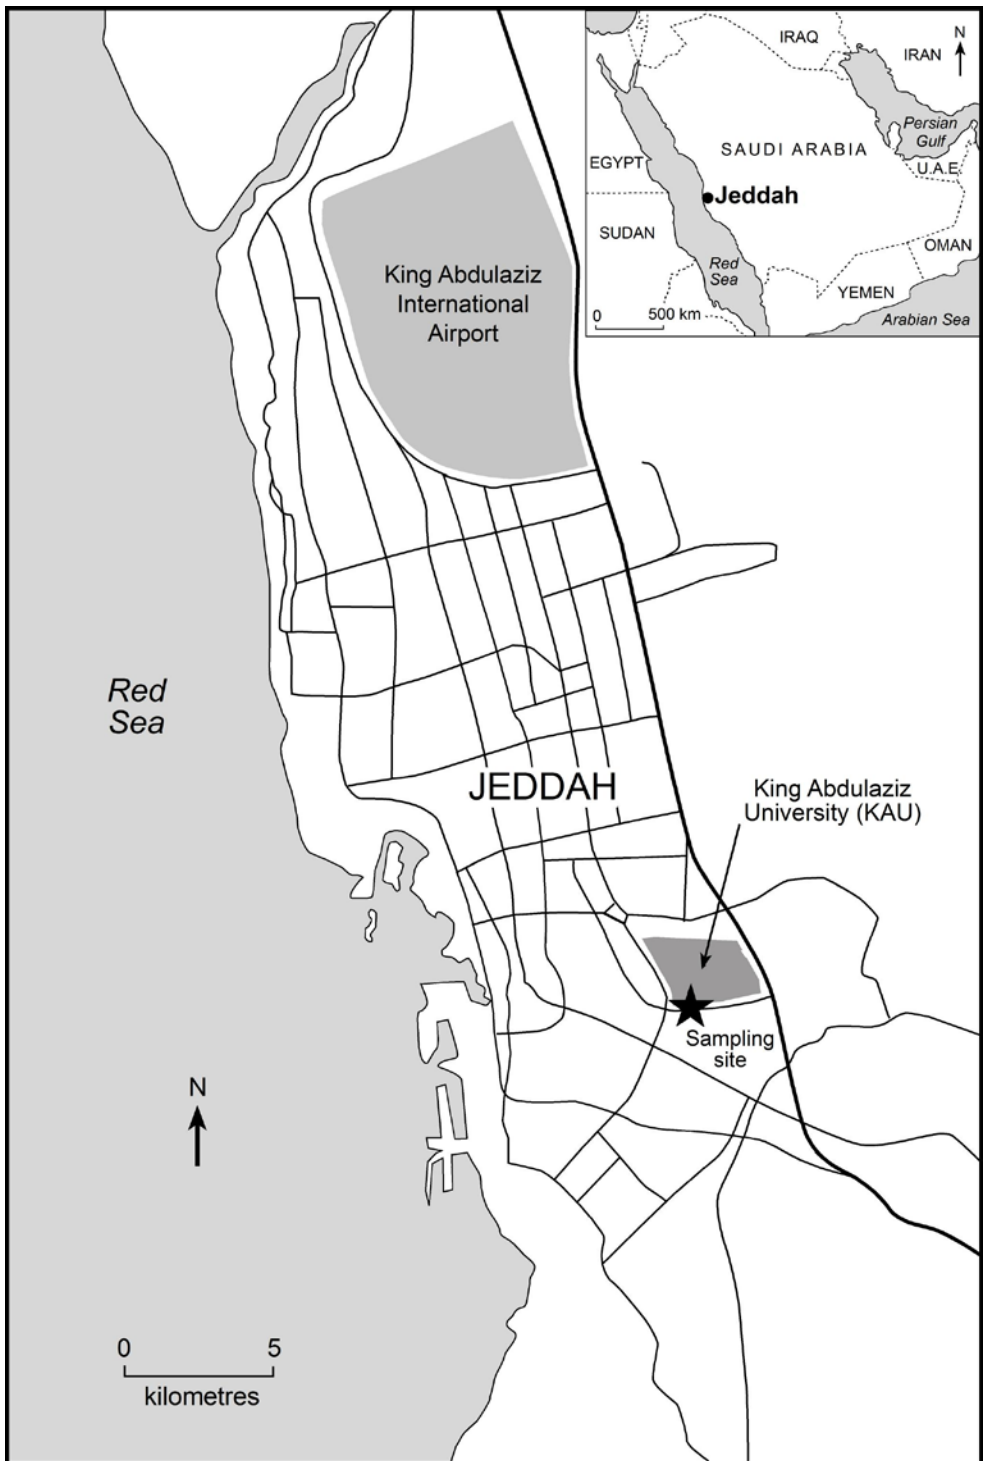 IRAQ
N
IRAN
Persian
Gulf
SAUDI ARABIA
EGYPT
U.A.E.
Jeddah
SUDAN
OMAN
Red
Sea
YEMEN
0
500 km
Arabian Sea
King Abdulaziz
International
Airport
Red
Sea
JEDDAH
King Abdulaziz
University (KAU)
Sampling
site
N
0
5
kilometres